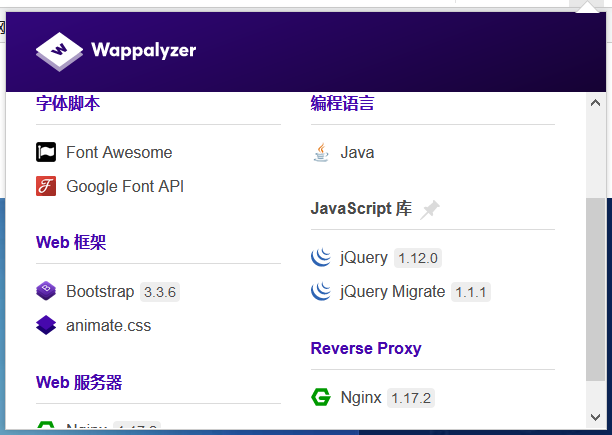 Wappalyzer
字体脚本
Font Awesome
Google Font API
Web 框架
Bootstrap 3.3.6
animate.css
Web 服务器
编程语言
Java
JavaScript 库
jQuery 1.12.0
jQuery Migrate 1.1.1
Reverse Proxy
Nginx 1.17.2